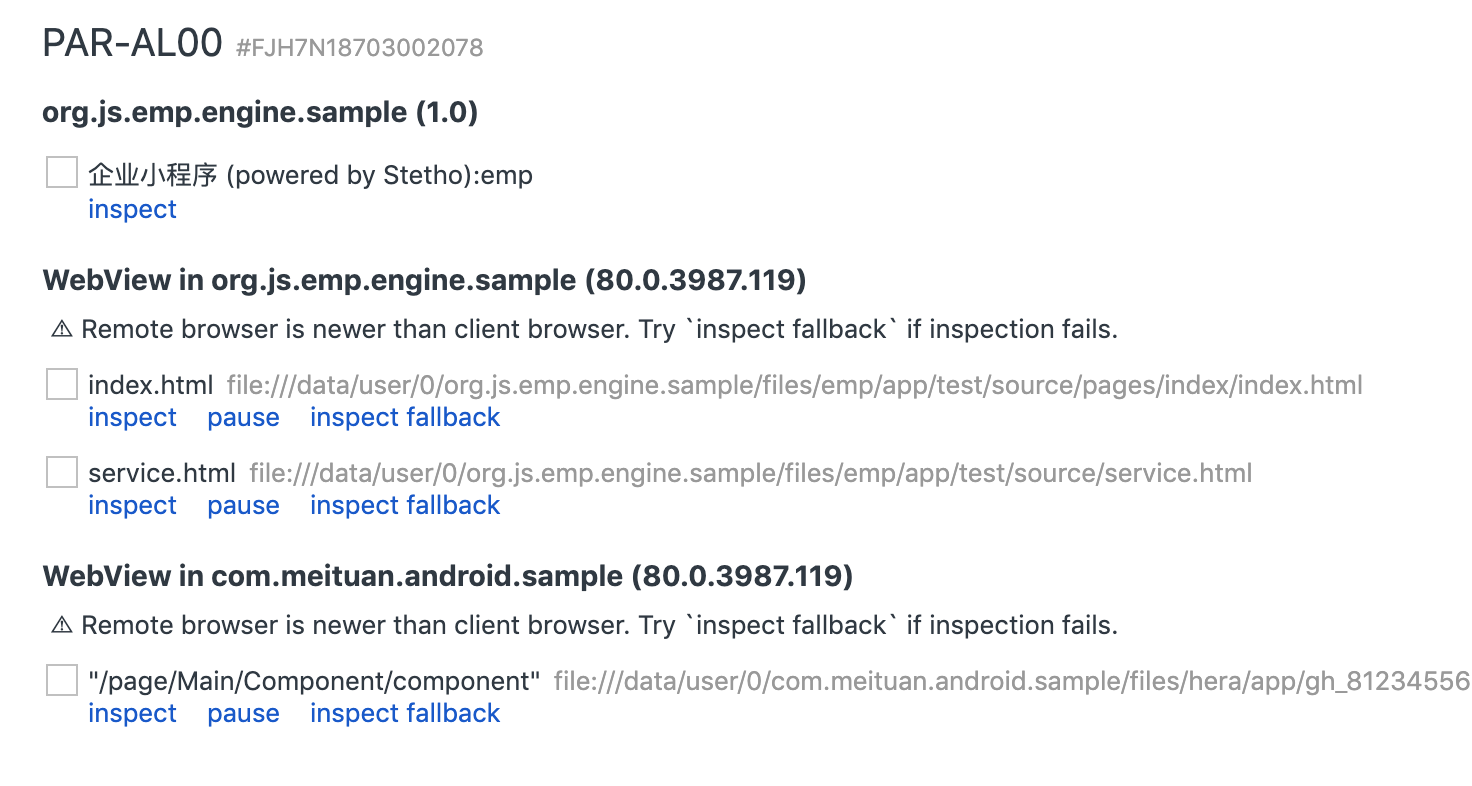 PAR-AL00 #FJH7N18703002078
org.js.emp.engine.sample (1.0)
企业小程序 (powered by Stetho):emp
inspect
WebView in org.js.emp.engine.sample (80.0.3987.119)
⚠ Remote browser is newer than client browser. Try `inspect fallback` if inspection fails.
index.html file:///data/user/0/org.js.emp.engine.sample/files/emp/app/test/source/pages/index/index.html
inspect pause inspect fallback
service.html file:///data/user/0/org.js.emp.engine.sample/files/emp/app/test/source/service.html
inspect pause inspect fallback
WebView in com.meituan.android.sample (80.0.3987.119)
⚠ Remote browser is newer than client browser. Try `inspect fallback` if inspection fails.
"/page/Main/Component/component" file:///data/user/0/com.meituan.android.sample/files/hera/app/gh_81234556
inspect pause inspect fallback